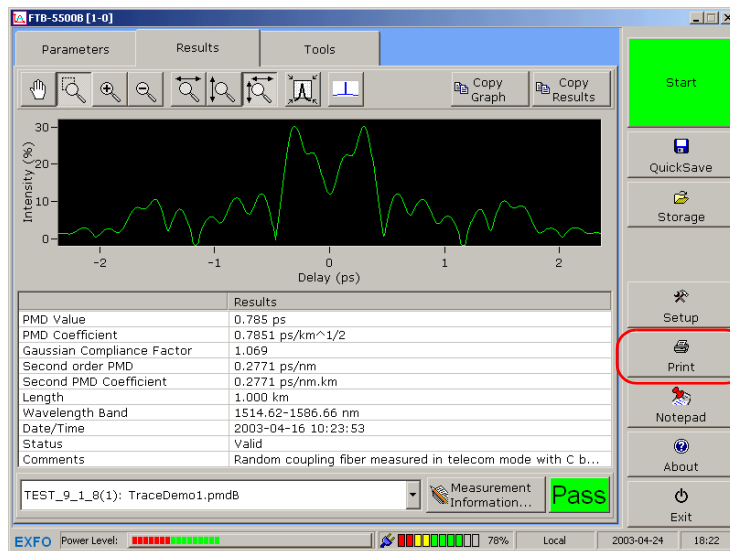 FTB-5500B [1-0]
Parameters
Results
Tools
Copy Graph
Copy Results
Intensity (%)
30
20
10
0
-2
-1
0
1
2
Delay (ps)
Results
PMD Value 0.785 ps
PMD Coefficient 0.7851 ps/km^1/2
Gaussian Compliance Factor 1.069
Second order PMD 0.2771 ps/nm
Second PMD Coefficient 0.2771 ps/nm.km
Length 1.000 km
Wavelength Band 1514.62-1586.66 nm
Date/Time 2003-04-16 10:23:53
Status Valid
Comments Random coupling fiber measured in telecom mode with C b...
TEST_9_1_8(1): TraceDemo1.pmdB
Measurement
Information...
Pass
Start
QuickSave
Storage
Setup
Print
Notepad
About
Exit
EXFO Power Level: 78% Local 2003-04-24 18:22